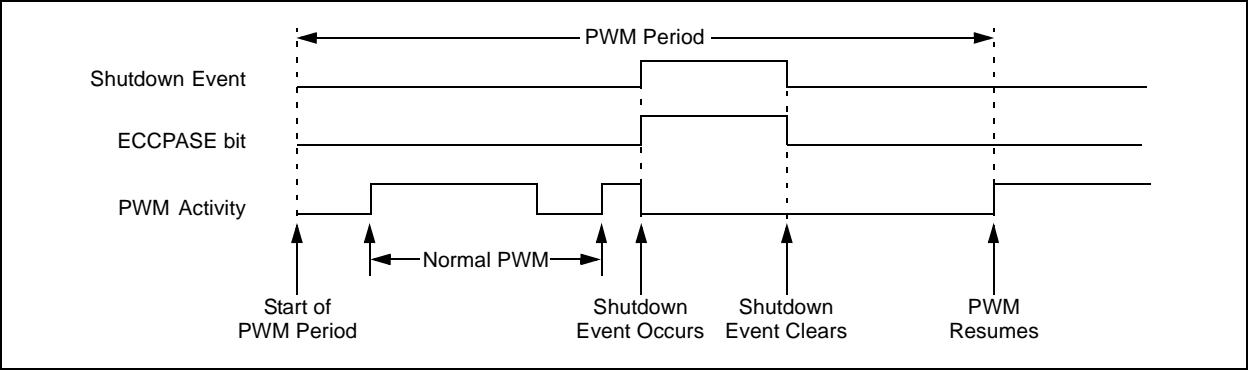 PWM Period
Shutdown Event
ECCPASE bit
PWM Activity
Normal PWM
Start of
PWM Period
Shutdown
Event Occurs
Shutdown
Event Clears
PWM
Resumes